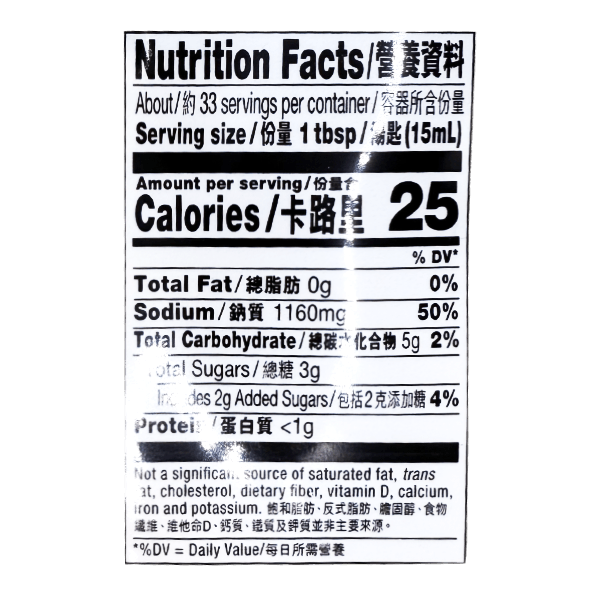 Nutrition Facts/營養資料
About/約 33 servings per container/容器所含份量
Serving size/份量 1 tbsp/湯匙(15mL)
Amount per serving/份量含
Calories/卡路里 25
% DV*
Total Fat/總脂肪 0g 0%
Sodium/鈉質 1160mg 50%
Total Carbohydrate/總碳水化合物 5g 2%
Total Sugars/總糖 3g
Includes 2g Added Sugars/包括2克添加糖 4%
Protein/蛋白質 <1g
Not a significant source of saturated fat, trans
fat, cholesterol, dietary fiber, vitamin D, calcium,
iron and potassium. 飽和脂肪、反式脂肪、膽固醇、食物
纖維、維他命D、鈣質、鐵質及鉀質並非主要來源。
*%DV = Daily Value/每日所需營養